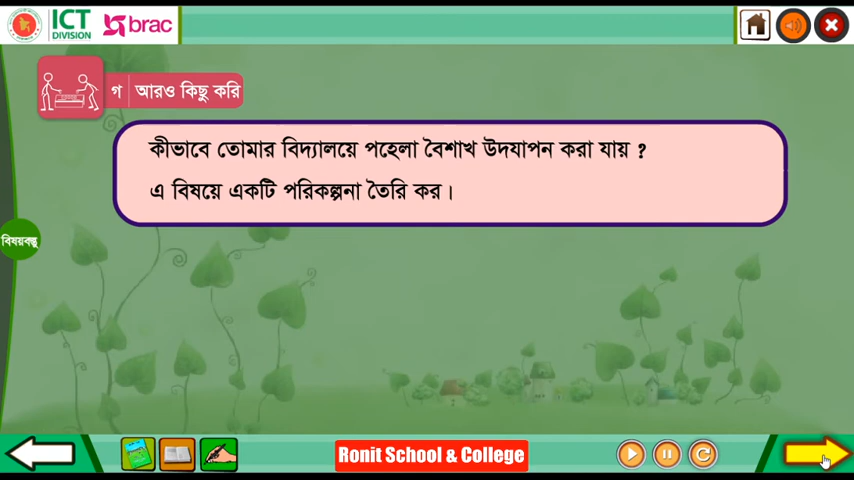 ICT
DIVISION
brac
গ আরও কিছু করি
কীভাবে তোমার বিদ্যালয়ে পহেলা বৈশাখ উদযাপন করা যায় ?
এ বিষয়ে একটি পরিকল্পনা তৈরি কর।
বিষয়বস্তু
Ronit School & College